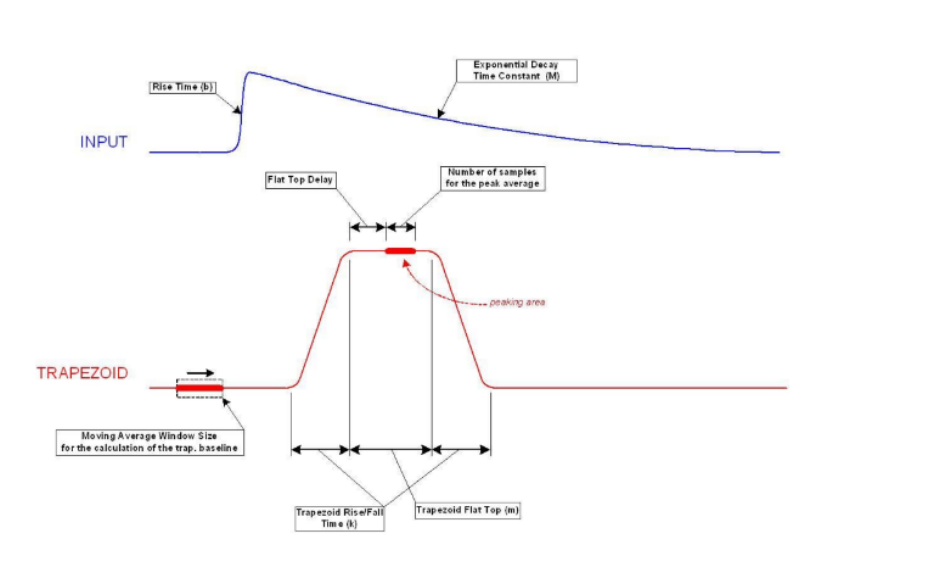 Exponential Decay
Time Constant (M)
Rise Time (b)
INPUT
Number of samples
for the peak average
Flat Top Delay
peaking area
TRAPEZOID
Moving Average Window Size
for the calculation of the trap. baseline
Trapezoid Rise/Fall
Time (k)
Trapezoid Flat Top (m)